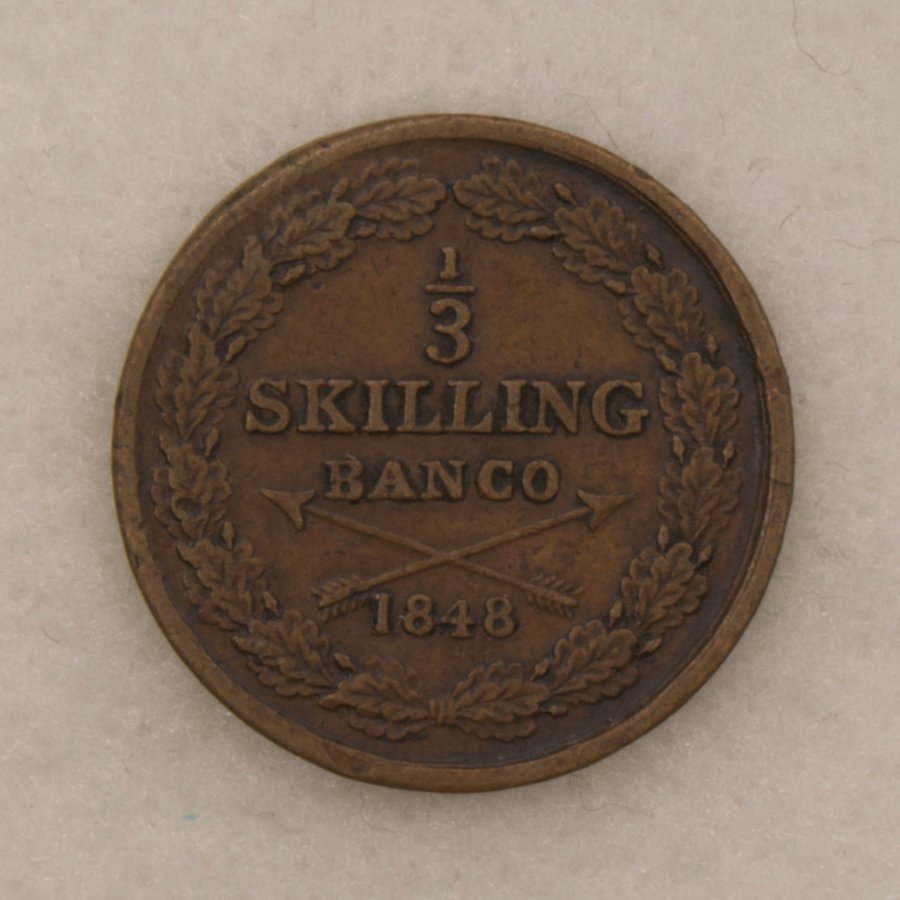 1/3
SKILLING
BANCO
1848